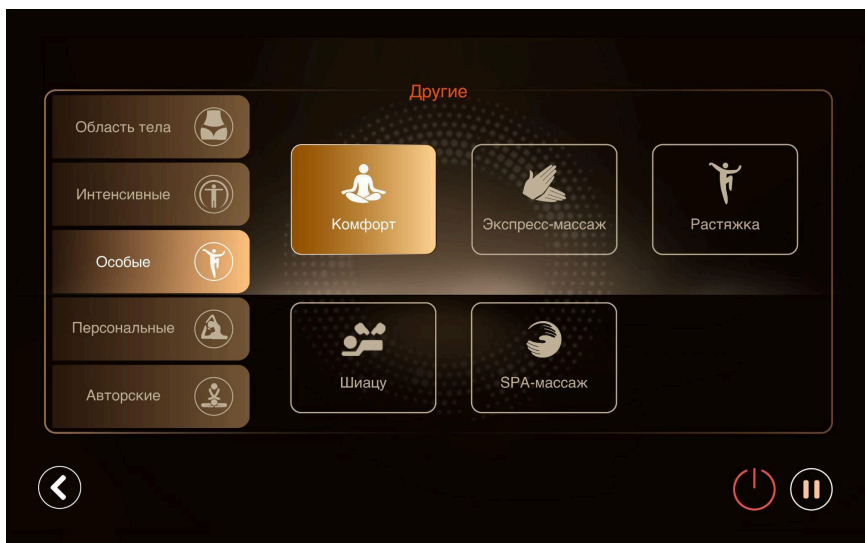 Другие
Область тела
Интенсивные
Особые
Персональные
Авторские
Комфорт
Экспресс-массаж
Растяжка
Шиацу
SPA-массаж